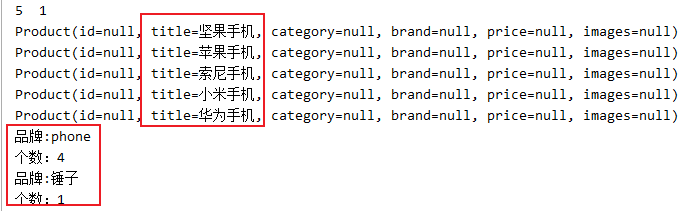 5  1
Product(id=null, title=坚果手机, category=null, brand=null, price=null, images=null)
Product(id=null, title=苹果手机, category=null, brand=null, price=null, images=null)
Product(id=null, title=索尼手机, category=null, brand=null, price=null, images=null)
Product(id=null, title=小米手机, category=null, brand=null, price=null, images=null)
Product(id=null, title=华为手机, category=null, brand=null, price=null, images=null)
品牌:phone
个数：4
品牌:锤子
个数：1